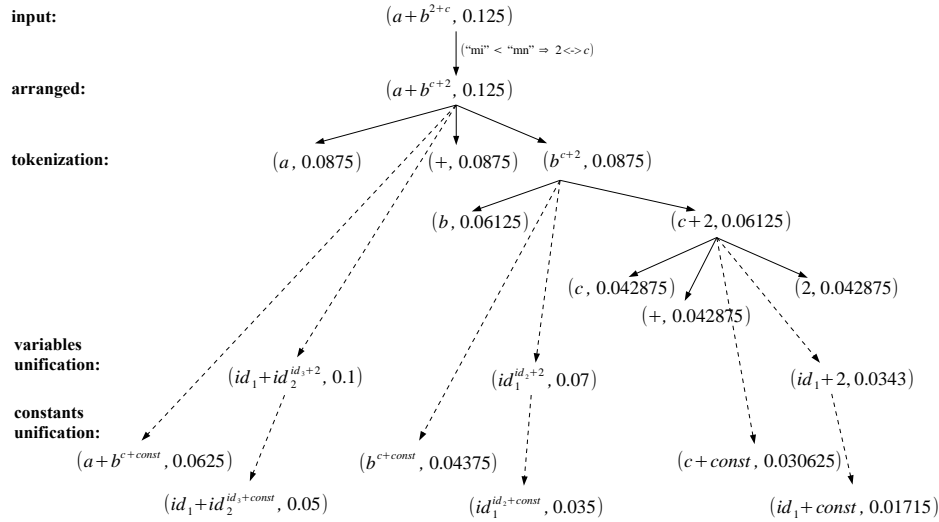 input: (a+b^{2+c}, 0.125)
("mi" < "mn" ⇒ 2<->c)
arranged: (a+b^{c+2}, 0.125)
tokenization: (a, 0.0875) (+, 0.0875) (b^{c+2}, 0.0875)
(b, 0.06125) (c+2, 0.06125)
(c, 0.042875) (2, 0.042875)
(+, 0.042875)
variables
unification: (id_1+id_2^{id_3+2}, 0.1) (id_1^{id_2+2}, 0.07) (id_1+2, 0.0343)
constants
unification:
(a+b^{c+const}, 0.0625) (b^{c+const}, 0.04375) (c+const, 0.030625)
(id_1+id_2^{id_3+const}, 0.05) (id_1^{id_2+const}, 0.035) (id_1+const, 0.01715)